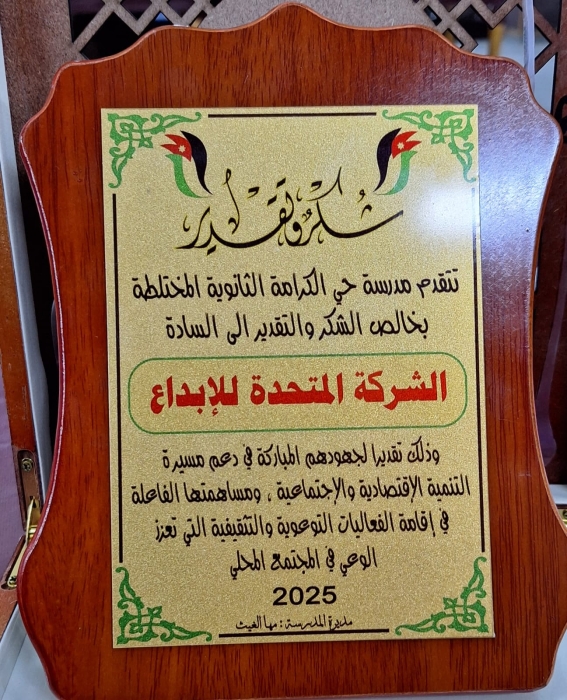 شكر وتقدير
تتقدم مدرسة حي الكرامة الثانوية المختلطة
بخالص الشكر والتقدير الى السادة
الشركة المتحدة للإبداع
وذلك تقديرا لجهودهم المباركة في دعم مسيرة
التنمية الإقتصادية والإجتماعية ، ومساهمتها الفاعلة
في إقامة الفعاليات التوعوية والتثقيفية التي تعزز
الوعي في المجتمع المحلي
2025
مديرة المدرسة : مها الغيث